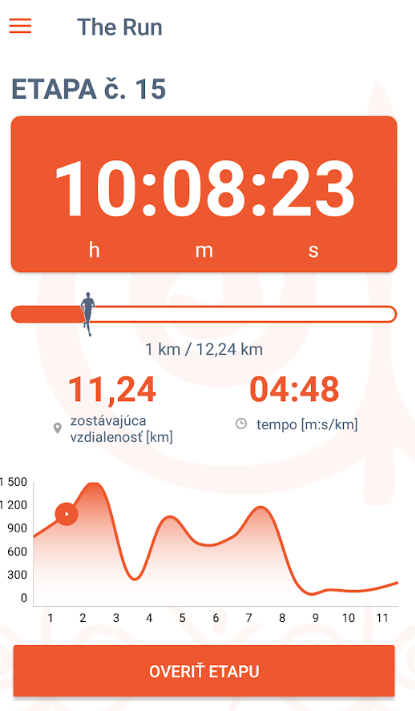 The Run
ETAPA č. 15
10:08:23
h m s
1 km / 12,24 km
11,24 04:48
zostávajúca
vzdialenosť [km]
tempo [m:s/km]
1 500
1 200
900
600
300
0
1 2 3 4 5 6 7 8 9 10 11
OVERIŤ ETAPU